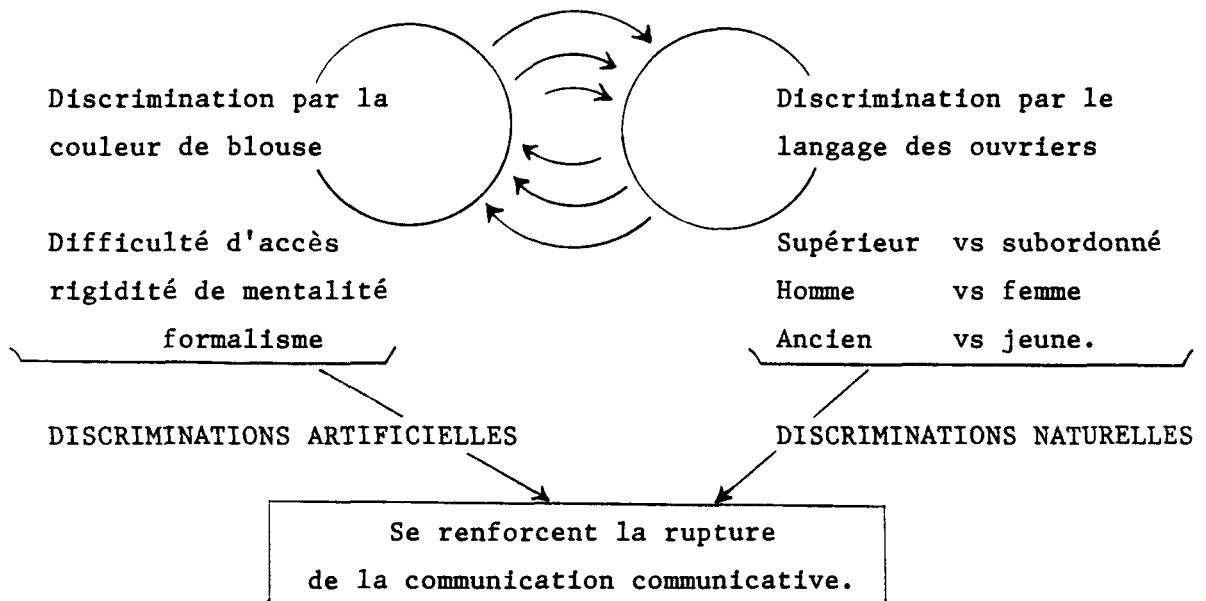 Discrimination par la
couleur de blouse
Difficulté d'accès
rigidité de mentalité
formalisme
DISCRIMINATIONS ARTIFICIELLES
Discrimination par le
langage des ouvriers
Supérieur vs subordonné
Homme vs femme
Ancien vs jeune.
DISCRIMINATIONS NATURELLES
Se renforcent la rupture
de la communication communicative.